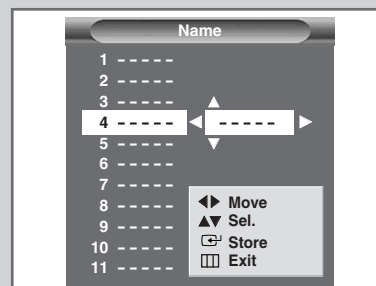 Name
1 - - - - -
2 - - - - -
3 - - - - -
4 - - - - - - - - - -
5 - - - - -
6 - - - - -
7 - - - - -
8 - - - - -
9 - - - - -
10 - - - - -
11 - - - - -
Move
Sel.
Store
Exit